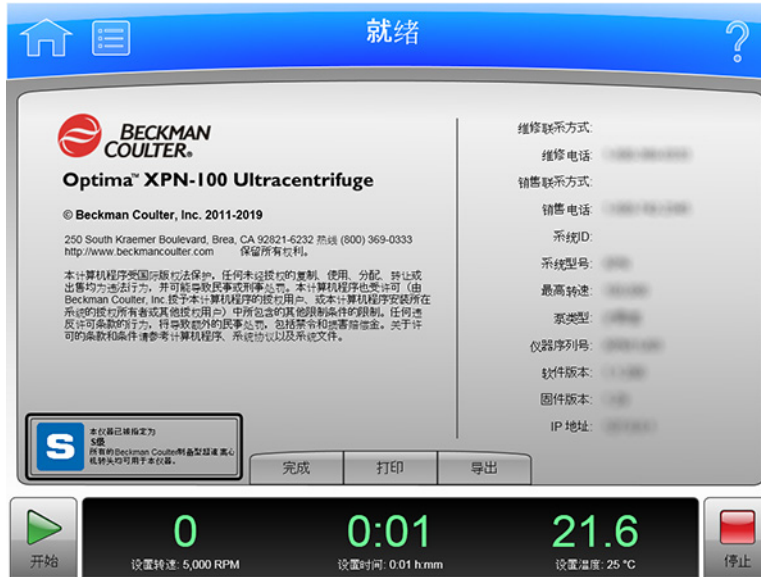 就绪
BECKMAN
COULTER®
Optima™ XPN-100 Ultracentrifuge
© Beckman Coulter, Inc. 2011-2019
250 South Kraemer Boulevard, Brea, CA 92821-6232 热线 (800) 369-0333
http://www.beckmancoulter.com 保留所有权利。
本计算机程序受国际版权法保护，任何未经授权的复制、使用、分配、转让或
出售均为违法行为，并可能导致民事或刑事处罚。本计算机程序也受许可（由
Beckman Coulter, Inc.授予本计算机程序的授权用户、或本计算机程序安装所在
系统的授权所有者或其他授权用户）中所包含的其他限制条件的限制。任何违
反许可条款的行为，将导致额外的民事处罚，包括禁令和损害赔偿金。关于许
可的条款和条件请参考计算机程序、系统协议以及系统文件。
S
本仪器已被指定为
S级
所有的Beckman Coulter制备型超速离心
机转头均可用于本仪器。
维修联系方式:
维修电话:
销售联系方式:
销售电话:
系统ID:
系统型号:
最高转速:
泵类型:
仪器序列号:
软件版本:
固件版本:
IP 地址:
完成
打印
导出
开始
0
设置转速: 5,000 RPM
0:01
设置时间: 0:01 h:mm
21.6
设置温度: 25 °C
停止